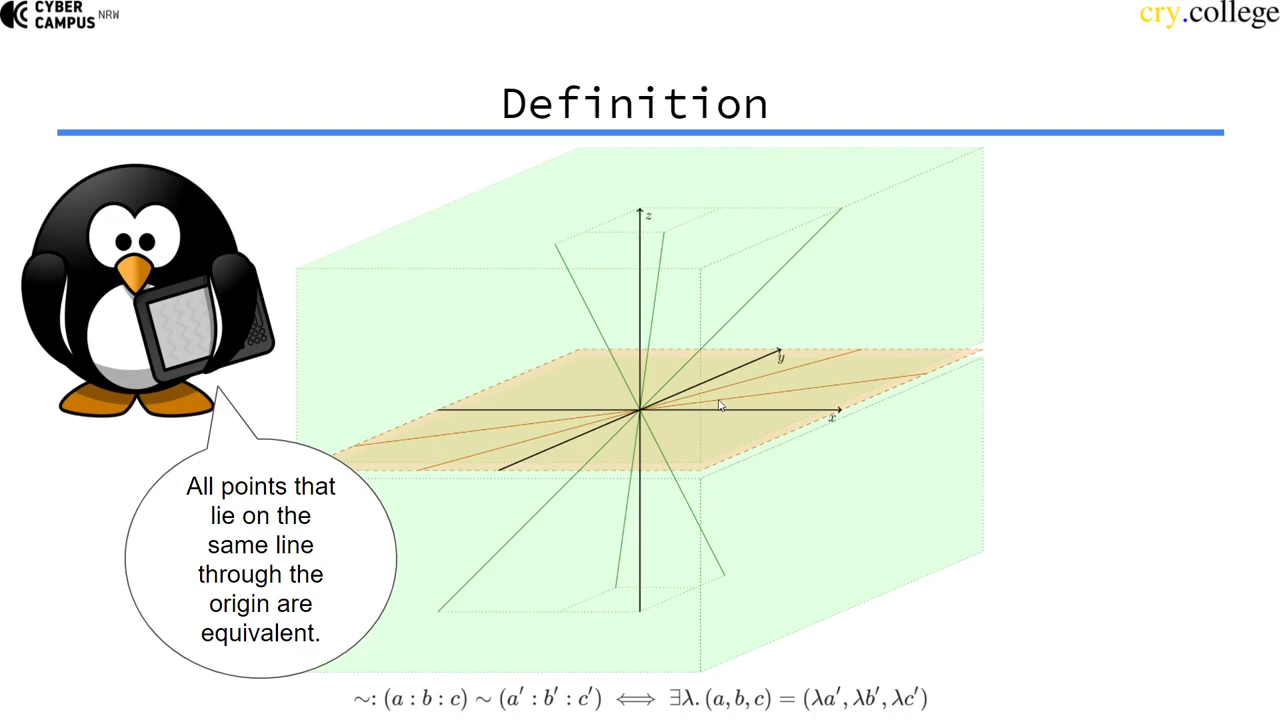 CYBER
CAMPUS NRW
cry.college
Definition
z
y
x
All points that
lie on the
same line
through the
origin are
equivalent.
∼: (a : b : c) ∼ (a′ : b′ : c′) ⟺ ∃λ. (a, b, c) = (λa′, λb′, λc′)